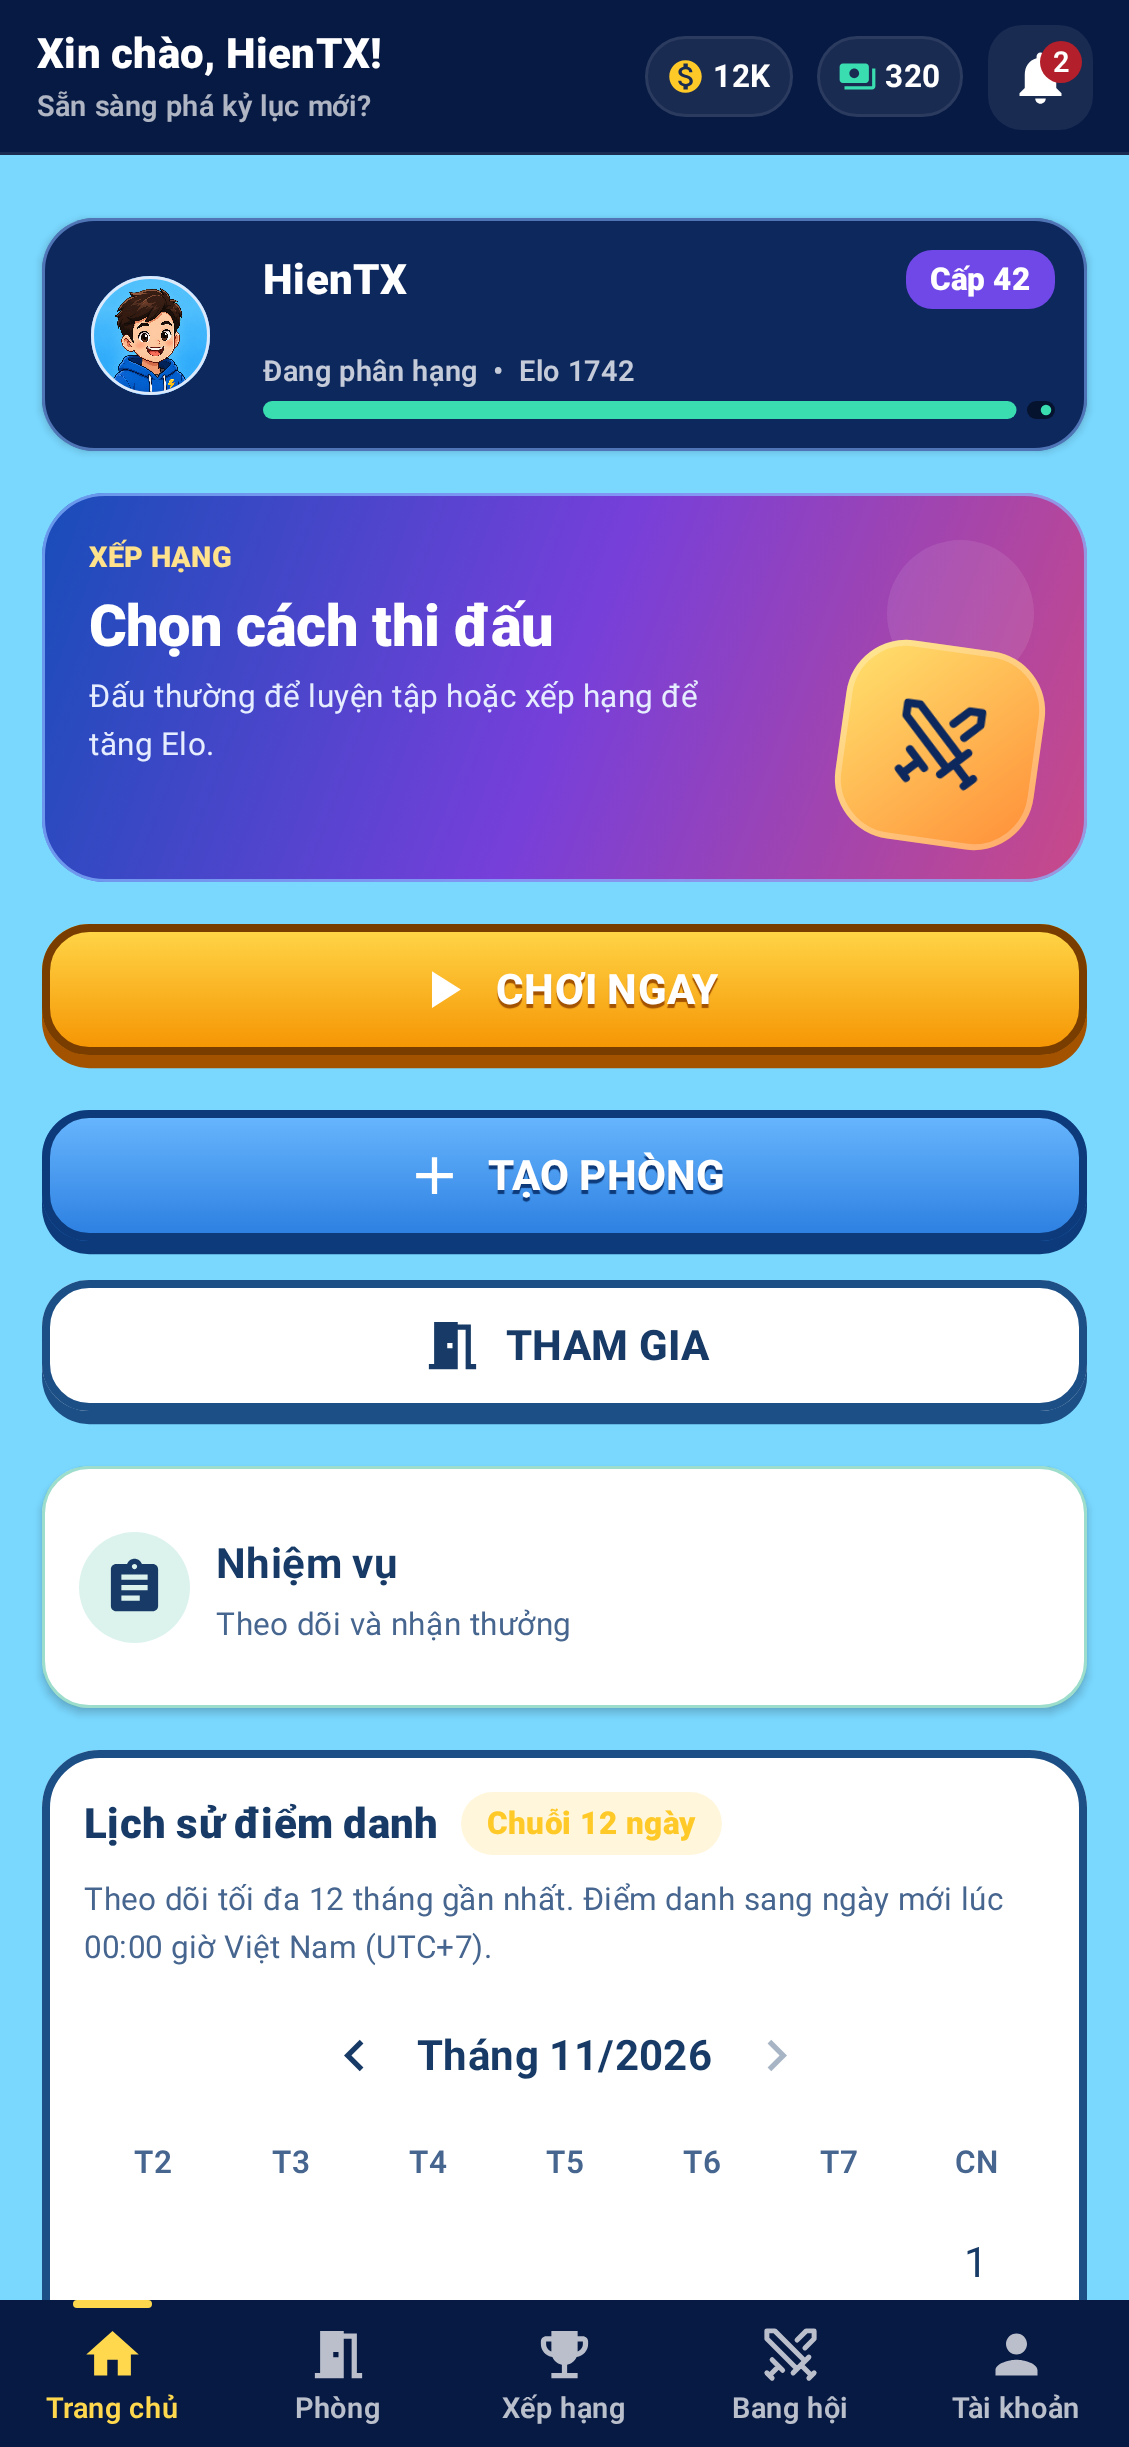 Xin chào, HienTX!
Sẵn sàng phá kỷ lục mới?
12K
320
2
HienTX
Cấp 42
Đang phân hạng • Elo 1742
XẾP HẠNG
Chọn cách thi đấu
Đấu thường để luyện tập hoặc xếp hạng để
tăng Elo.
CHƠI NGAY
TẠO PHÒNG
THAM GIA
Nhiệm vụ
Theo dõi và nhận thưởng
Lịch sử điểm danh
Chuỗi 12 ngày
Theo dõi tối đa 12 tháng gần nhất. Điểm danh sang ngày mới lúc
00:00 giờ Việt Nam (UTC+7).
Tháng 11/2026
T2 T3 T4 T5 T6 T7 CN
1
Trang chủ Phòng Xếp hạng Bang hội Tài khoản